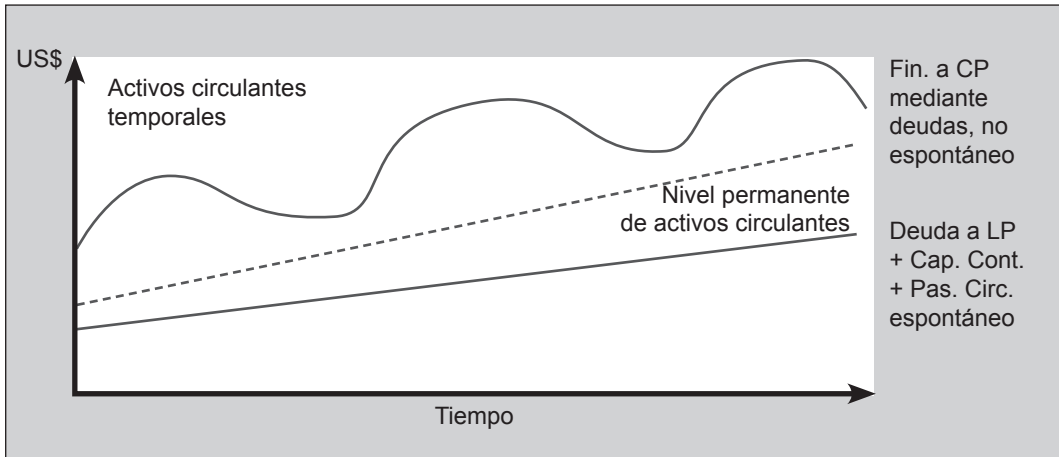 US$
Activos circulantes
temporales
Fin. a CP
mediante
deudas, no
espontáneo
Nivel permanente
de activos circulantes
Deuda a LP
+ Cap. Cont.
+ Pas. Circ.
espontáneo
Tiempo